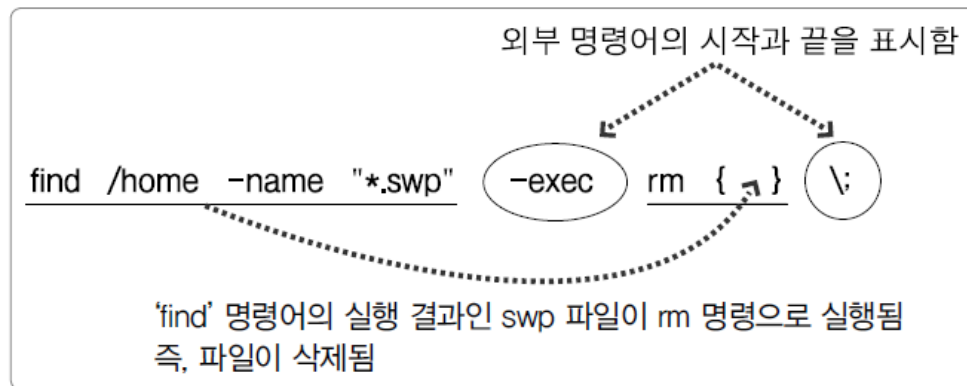 외부 명령어의 시작과 끝을 표시함
find /home -name "*.swp" -exec rm { } \;
'find' 명령어의 실행 결과인 swp 파일이 rm 명령으로 실행됨
즉, 파일이 삭제됨